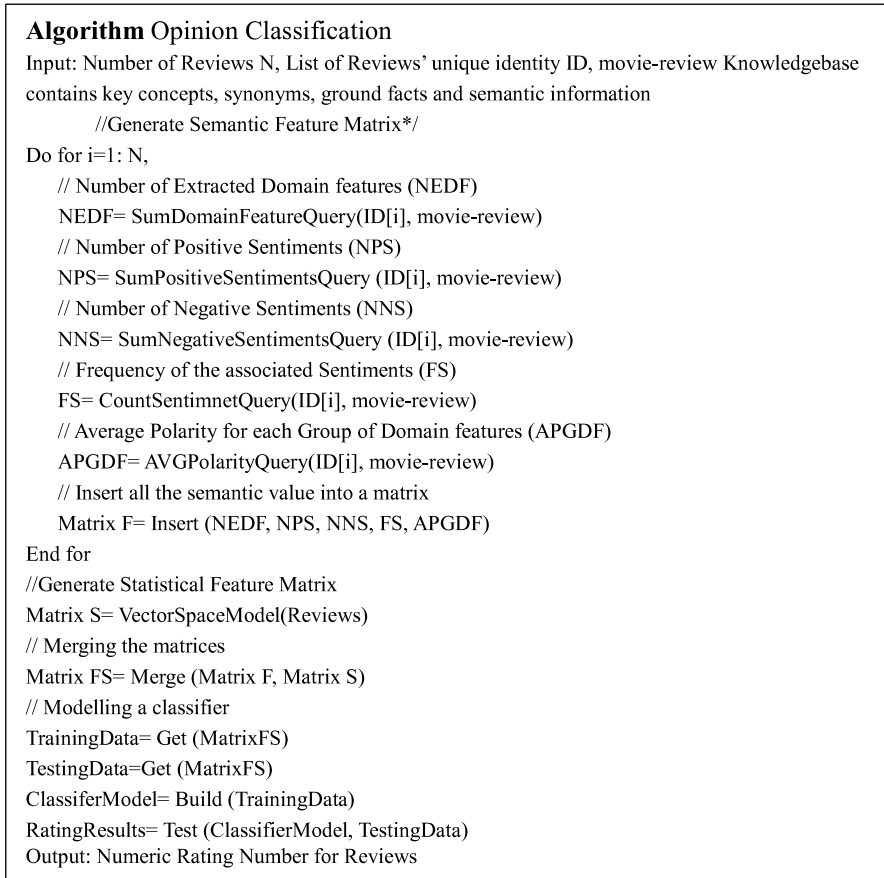 Algorithm Opinion Classification
Input: Number of Reviews N, List of Reviews’ unique identity ID, movie-review Knowledgebase
contains key concepts, synonyms, ground facts and semantic information
//Generate Semantic Feature Matrix*/
Do for i=1: N,
// Number of Extracted Domain features (NEDF)
NEDF= SumDomainFeatureQuery(ID[i], movie-review)
// Number of Positive Sentiments (NPS)
NPS= SumPositiveSentimentsQuery (ID[i], movie-review)
// Number of Negative Sentiments (NNS)
NNS= SumNegativeSentimentsQuery (ID[i], movie-review)
// Frequency of the associated Sentiments (FS)
FS= CountSentimnetQuery(ID[i], movie-review)
// Average Polarity for each Group of Domain features (APGDF)
APGDF= AVGPolarityQuery(ID[i], movie-review)
// Insert all the semantic value into a matrix
Matrix F= Insert (NEDF, NPS, NNS, FS, APGDF)
End for
//Generate Statistical Feature Matrix
Matrix S= VectorSpaceModel(Reviews)
// Merging the matrices
Matrix FS= Merge (Matrix F, Matrix S)
// Modelling a classifier
TrainingData= Get (MatrixFS)
TestingData=Get (MatrixFS)
ClassiferModel= Build (TrainingData)
RatingResults= Test (ClassifierModel, TestingData)
Output: Numeric Rating Number for Reviews